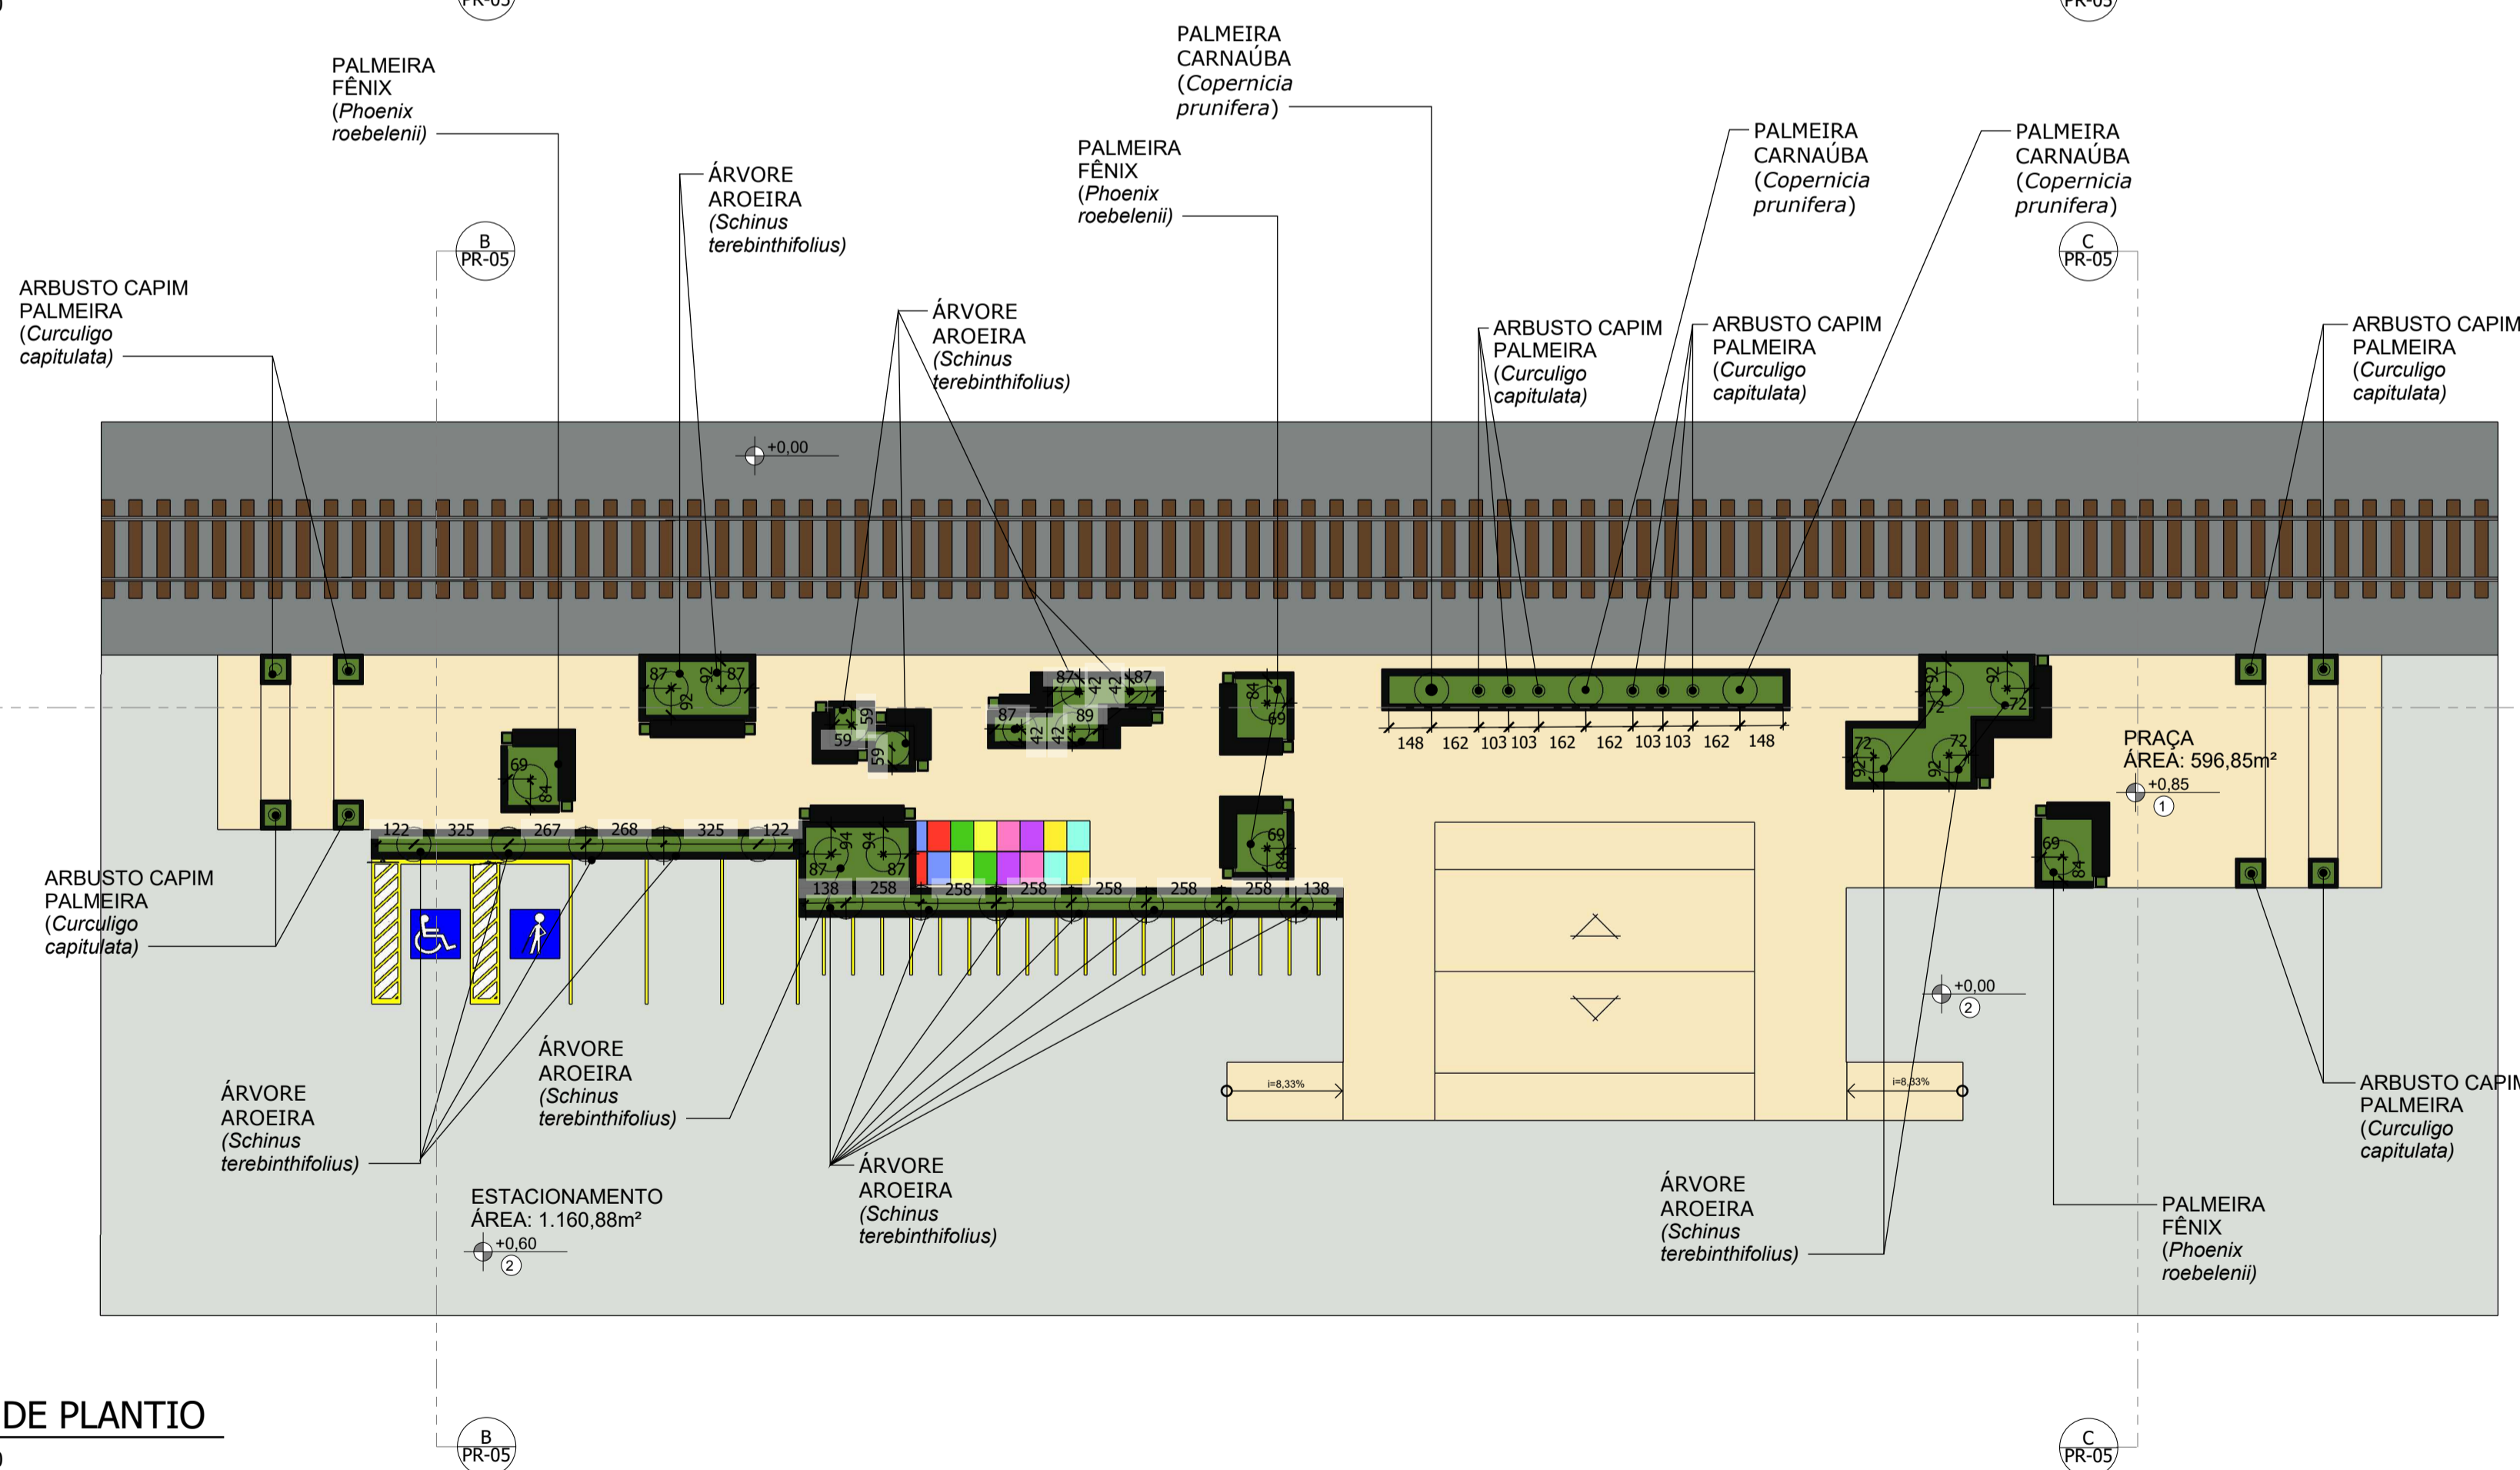 PR-05
PR-05
PALMEIRA
FÊNIX
(Phoenix
roebelenii)
PALMEIRA
CARNAÚBA
(Copernicia
prunifera)
PALMEIRA
FÊNIX
(Phoenix
roebelenii)
PALMEIRA
CARNAÚBA
(Copernicia
prunifera)
PALMEIRA
CARNAÚBA
(Copernicia
prunifera)
ÁRVORE
AROEIRA
(Schinus
terebinthifolius)
B
PR-05
C
PR-05
ARBUSTO CAPIM
PALMEIRA
(Curculigo
capitulata)
ÁRVORE
AROEIRA
(Schinus
terebinthifolius)
ARBUSTO CAPIM
PALMEIRA
(Curculigo
capitulata)
ARBUSTO CAPIM
PALMEIRA
(Curculigo
capitulata)
ARBUSTO CAPIM
PALMEIRA
(Curculigo
capitulata)
+0,00
87 92 87
92
59
59
59
87 42 42 87
87 42 42 89
84
69
148 162 103 103 162 162 103 103 162 148
92 92
72 72
72 72
92 92
PRAÇA
ÁREA: 596,85m²
+0,85
1
69
84
122 325 267 268 325 122
94 94
87 87
69
84
69
84
138 258 258 258 258 258 258 138
ARBUSTO CAPIM
PALMEIRA
(Curculigo
capitulata)
+0,00
2
i=8,33%
i=8,33%
ÁRVORE
AROEIRA
(Schinus
terebinthifolius)
ÁRVORE
AROEIRA
(Schinus
terebinthifolius)
ÁRVORE
AROEIRA
(Schinus
terebinthifolius)
ARBUSTO CAPIM
PALMEIRA
(Curculigo
capitulata)
ESTACIONAMENTO
ÁREA: 1.160,88m²
+0,60
2
ÁRVORE
AROEIRA
(Schinus
terebinthifolius)
PALMEIRA
FÊNIX
(Phoenix
roebelenii)
DE PLANTIO
B
PR-05
C
PR-05